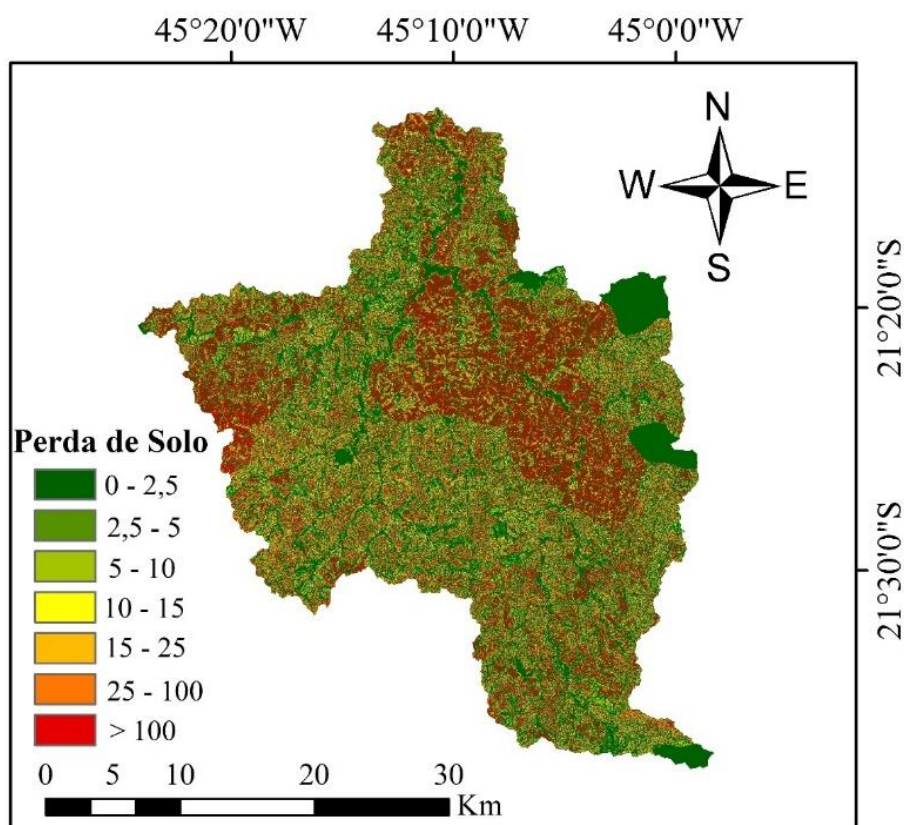 45°20'0"W 45°10'0"W 45°0'0"W
N
W E
S
21°20'0"S
21°30'0"S
Perda de Solo
0 - 2,5
2,5 - 5
5 - 10
10 - 15
15 - 25
25 - 100
> 100
0 5 10 20 30
Km